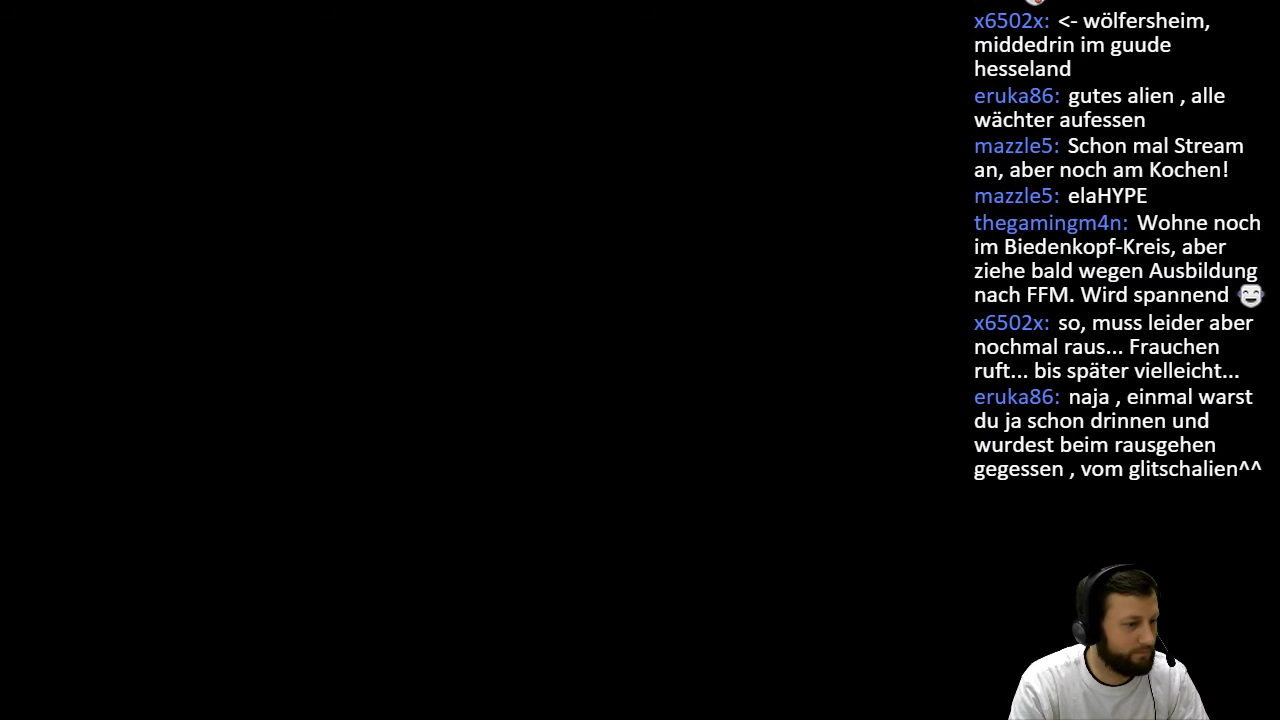 x6502x: <- wölfersheim,
middedrin im guude
hesseland
eruka86: gutes alien , alle
wächter aufessen
mazzle5: Schon mal Stream
an, aber noch am Kochen!
mazzle5: elaHYPE
thegamingm4n: Wohne noch
im Biedenkopf-Kreis, aber
ziehe bald wegen Ausbildung
nach FFM. Wird spannend
x6502x: so, muss leider aber
nochmal raus... Frauchen
ruft... bis später vielleicht...
eruka86: naja , einmal warst
du ja schon drinnen und
wurdest beim rausgehen
gegessen , vom glitschalien^^